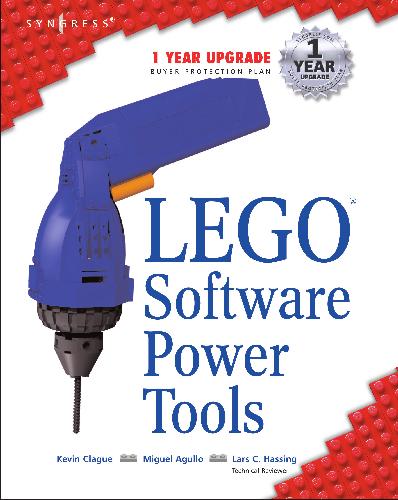 SYNGRESS®
1 YEAR UPGRADE
BUYER PROTECTION PLAN
1
YEAR
UPGRADE
LEGO®
Software
Power
Tools
Kevin Clague
Miguel Agullo
Lars C. Hassing
Technical Reviewer